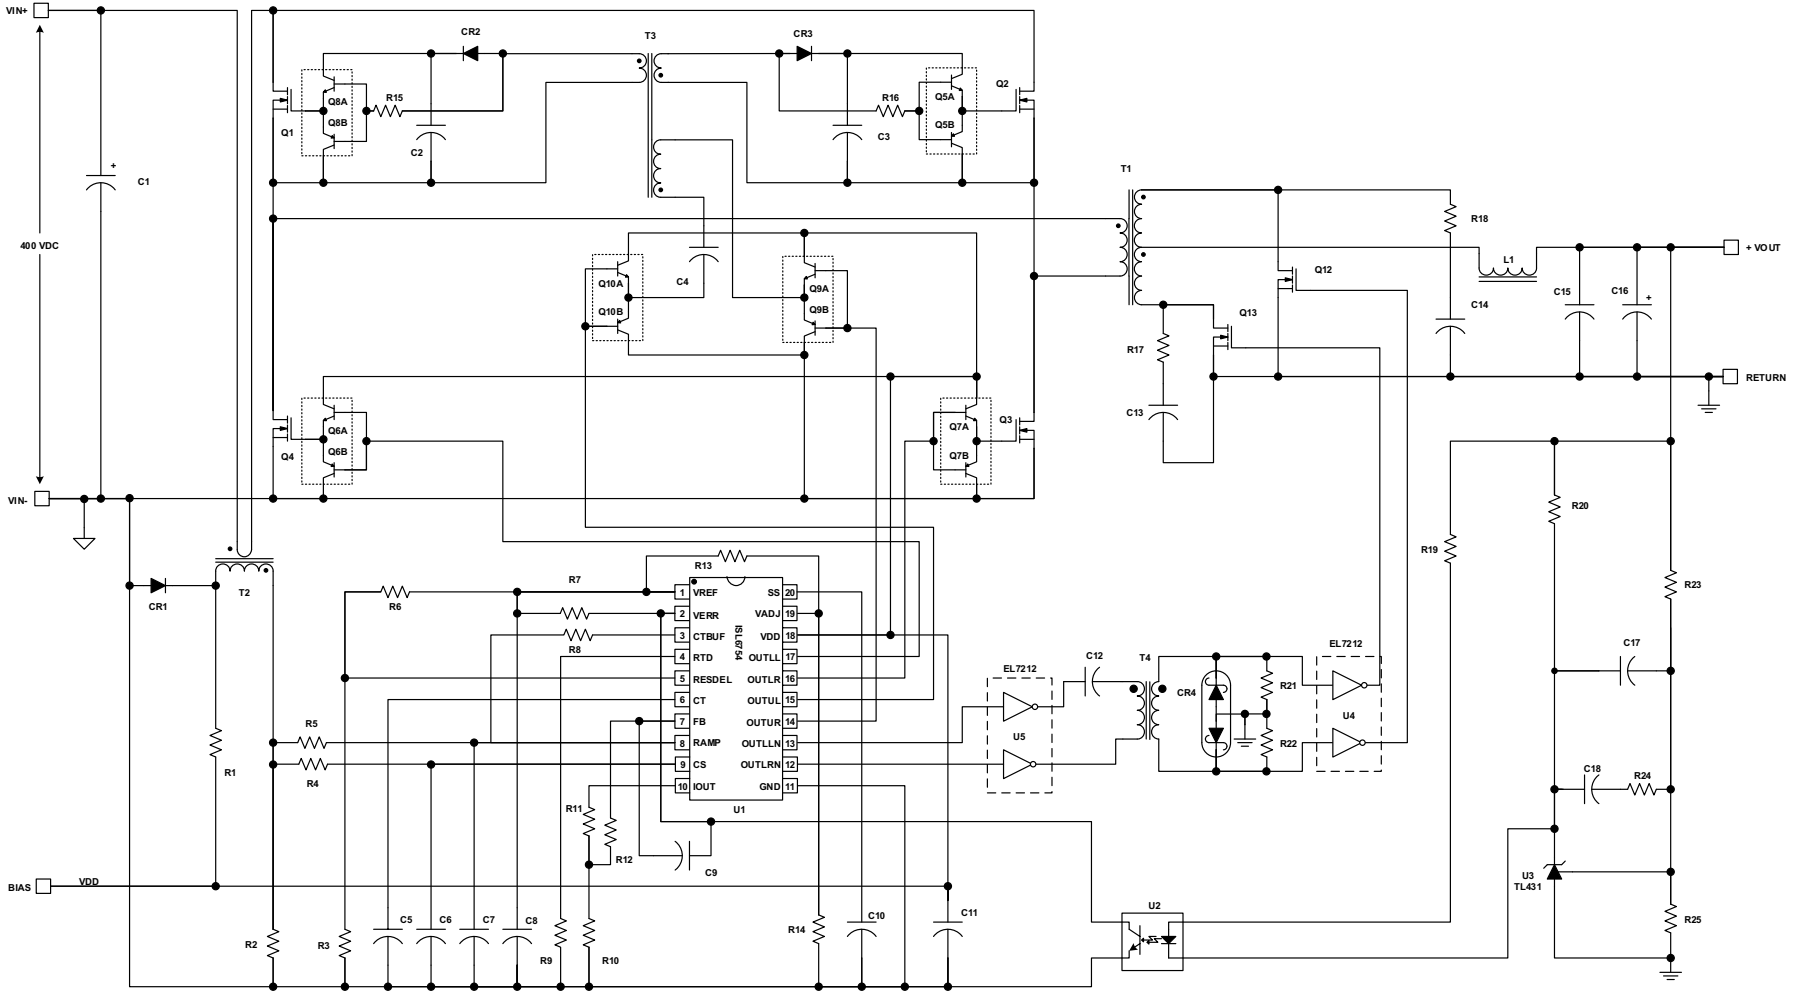 VIN+
CR2
T3
CR3
Q8A
Q8B
R15
Q1
C2
R16
C3
Q5A
Q5B
Q2
+
C1
T1
400 VDC
R18
+ VOUT
L1
Q12
Q10A
Q10B
C4
Q9A
Q9B
C15
C16
+
C14
Q13
R17
RETURN
C13
Q6A
Q6B
Q4
Q7A
Q7B
Q3
VIN-
R20
R19
R13
R7
T2
CR1
R6
R8
R23
1 VREF
2 VERR
3 CTBUF
4 RTD
5 RESDEL
6 CT
7 FB
8 RAMP
9 CS
10 IOUT
ISL6754
SS 20
VADJ 19
VDD 18
OUTLL 17
OUTLR 16
OUTUL 15
OUTUR 14
OUTLLN 13
OUTLRN 12
GND 11
U1
EL7212
U5
C12
T4
CR4
R21
R22
EL7212
U4
C17
R5
R4
R1
R11
R12
C9
C18
R24
U3
TL431
BIAS
VDD
R2
R3
C5
C6
C7
C8
R9
R10
R14
C10
C11
U2
R25